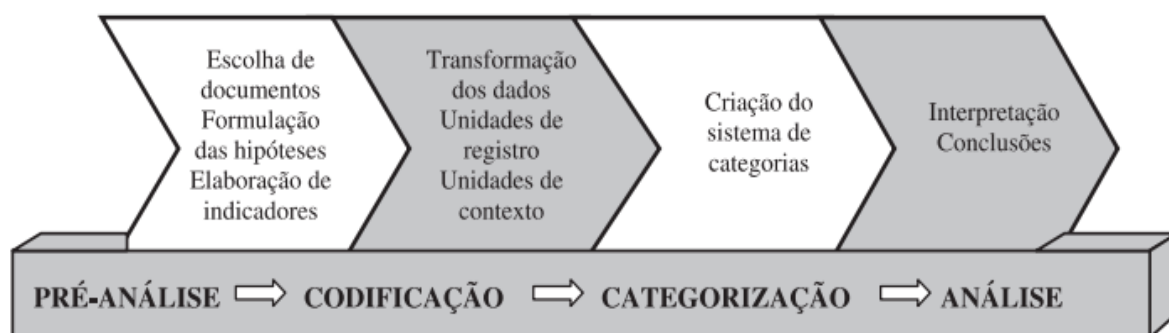 Escolha de
documentos
Formulação
das hipóteses
Elaboração de
indicadores
Transformação
dos dados
Unidades de
registro
Unidades de
contexto
Criação do
sistema de
categorias
Interpretação
Conclusões
PRÉ-ANÁLISE
CODIFICAÇÃO
CATEGORIZAÇÃO
ANÁLISE